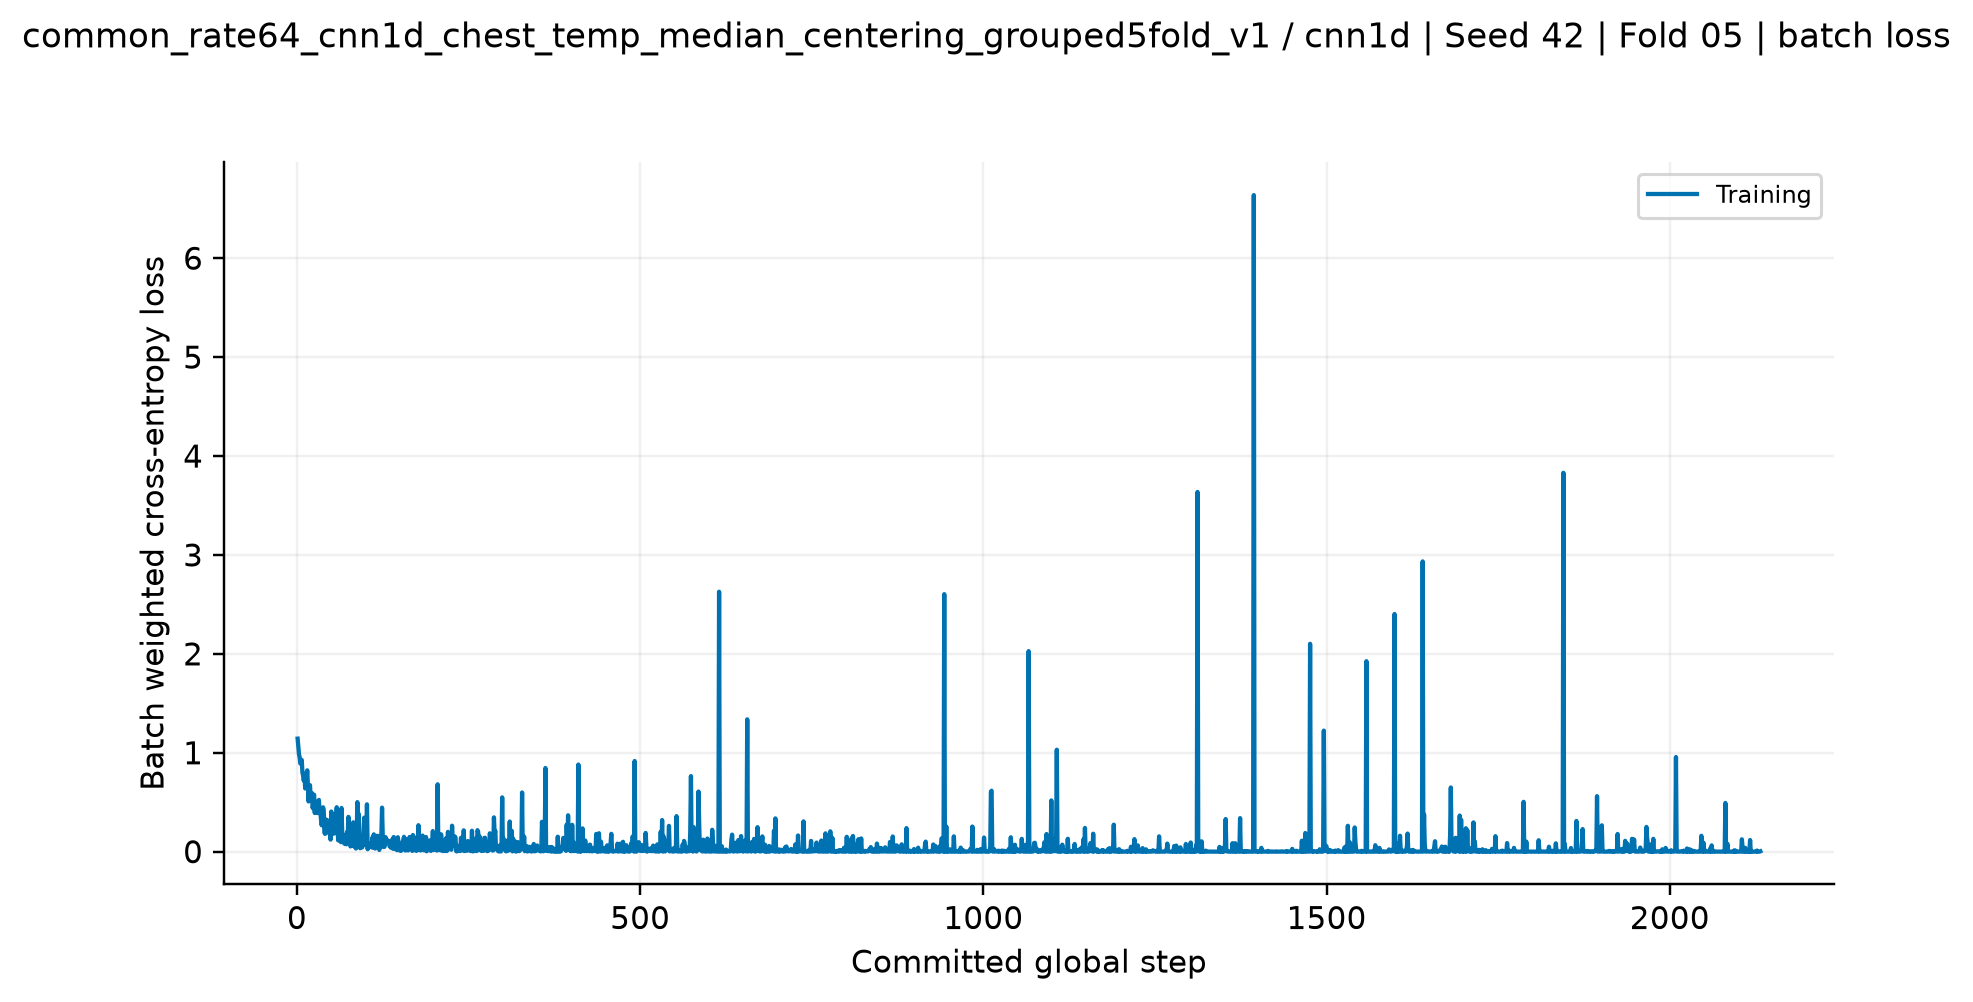 common_rate64_cnn1d_chest_temp_median_centering_grouped5fold_v1 / cnn1d | Seed 42 | Fold 05 | batch loss
Training
Batch weighted cross-entropy loss
6
5
4
3
2
1
0
0 500 1000 1500 2000
Committed global step